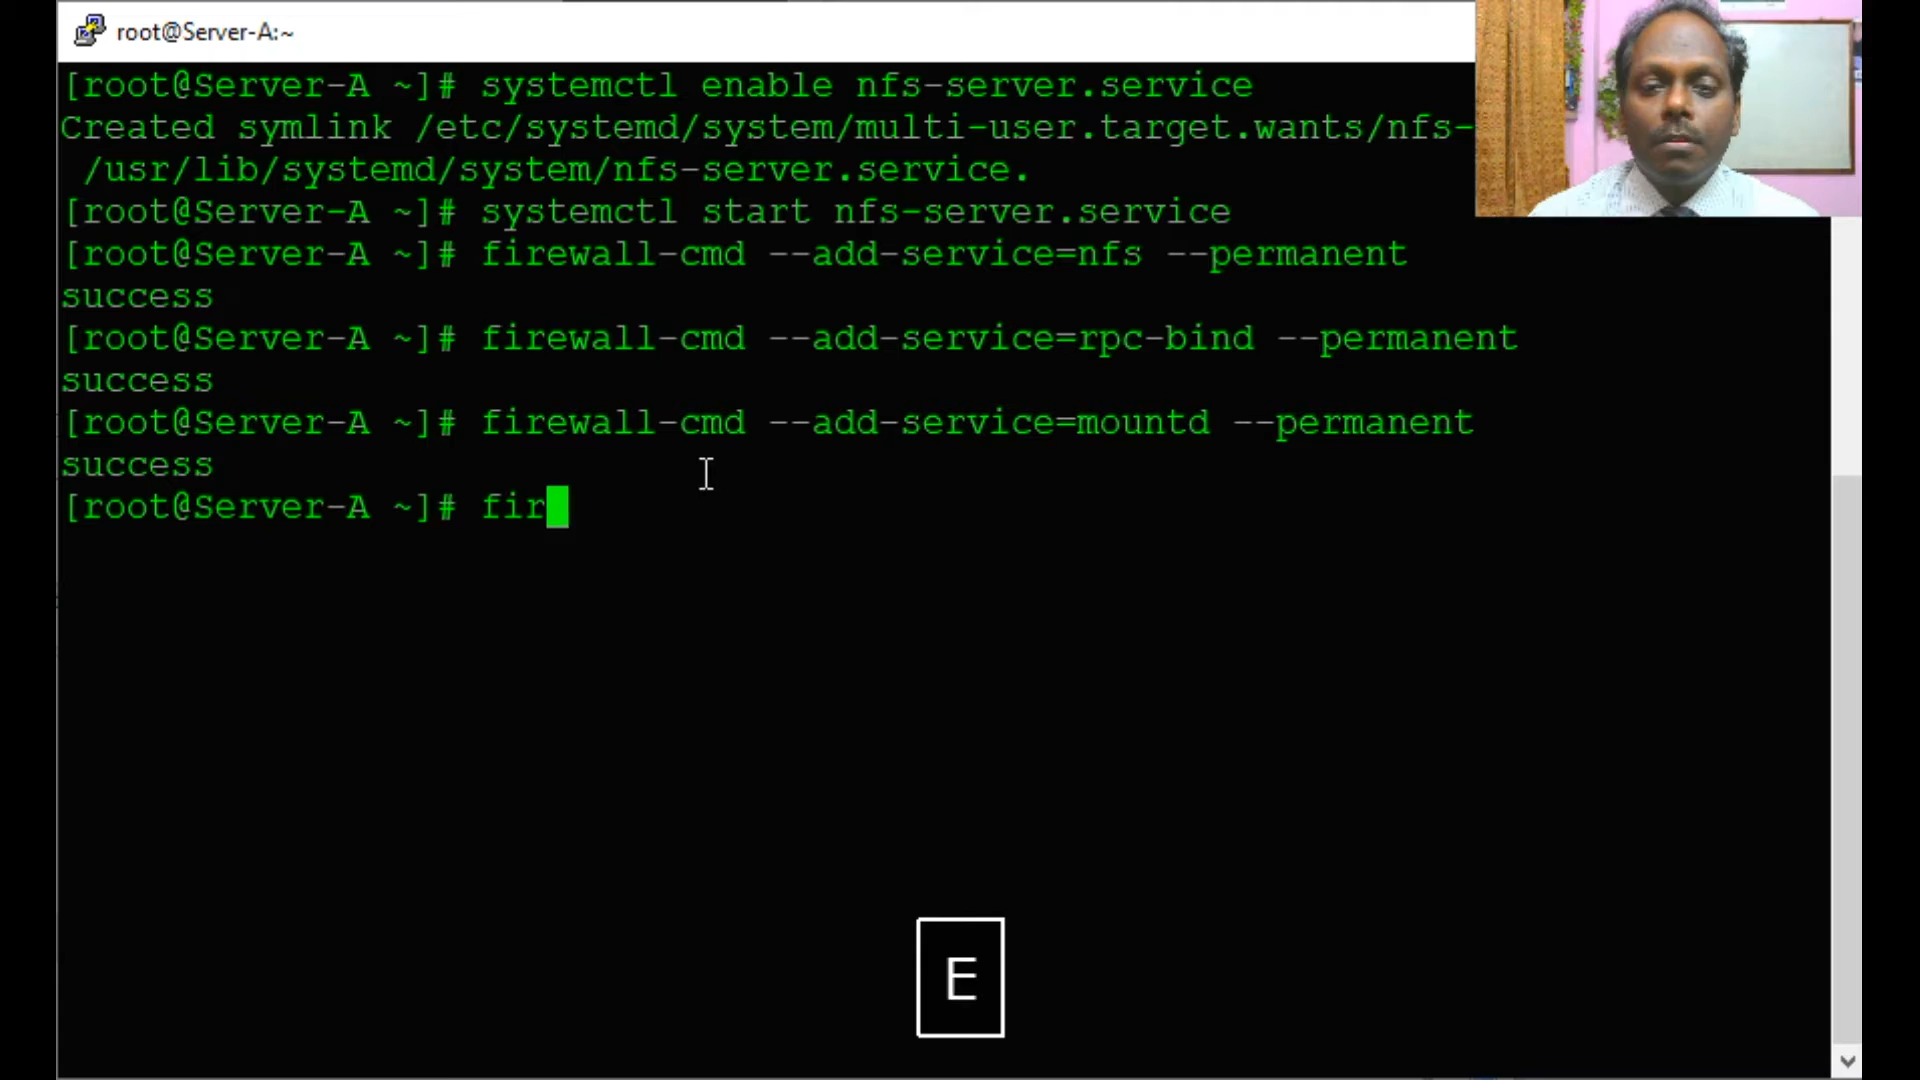 root@Server-A:~
[root@Server-A ~]# systemctl enable nfs-server.service
Created symlink /etc/systemd/system/multi-user.target.wants/nfs-
/usr/lib/systemd/system/nfs-server.service.
[root@Server-A ~]# systemctl start nfs-server.service
[root@Server-A ~]# firewall-cmd --add-service=nfs --permanent
success
[root@Server-A ~]# firewall-cmd --add-service=rpc-bind --permanent
success
[root@Server-A ~]# firewall-cmd --add-service=mountd --permanent
success
[root@Server-A ~]# fir
E